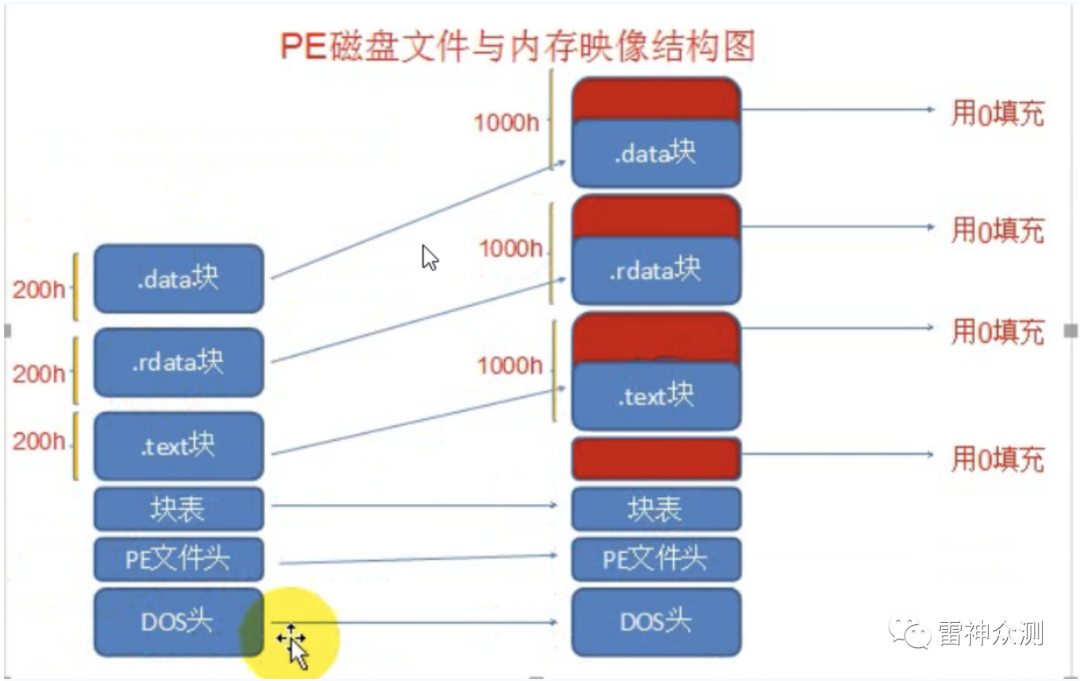 PE磁盘文件与内存映像结构图
1000h
用0填充
.data块
1000h
用0填充
.data块
200h
.rdata块
用0填充
1000h
.rdata块
200h
.text块
200h
.text块
用0填充
块表
块表
PE文件头
PE文件头
DOS头
DOS头
雷神众测